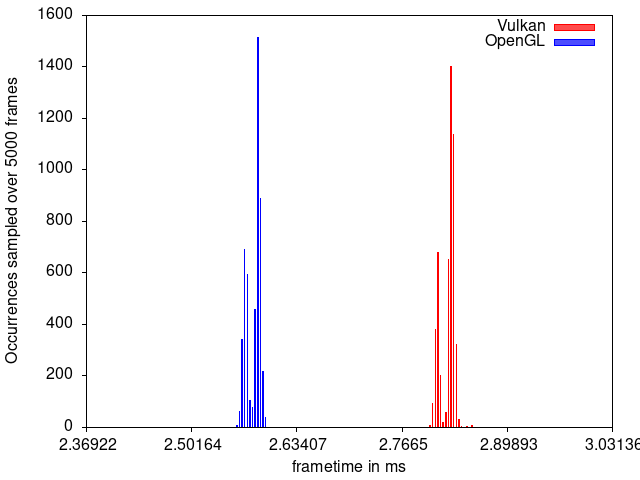 1600
Vulkan
OpenGL
1400
1200
1000
800
600
400
200
0
Occurrences sampled over 5000 frames
2.36922 2.50164 2.63407 2.7665 2.89893 3.03136
frametime in ms